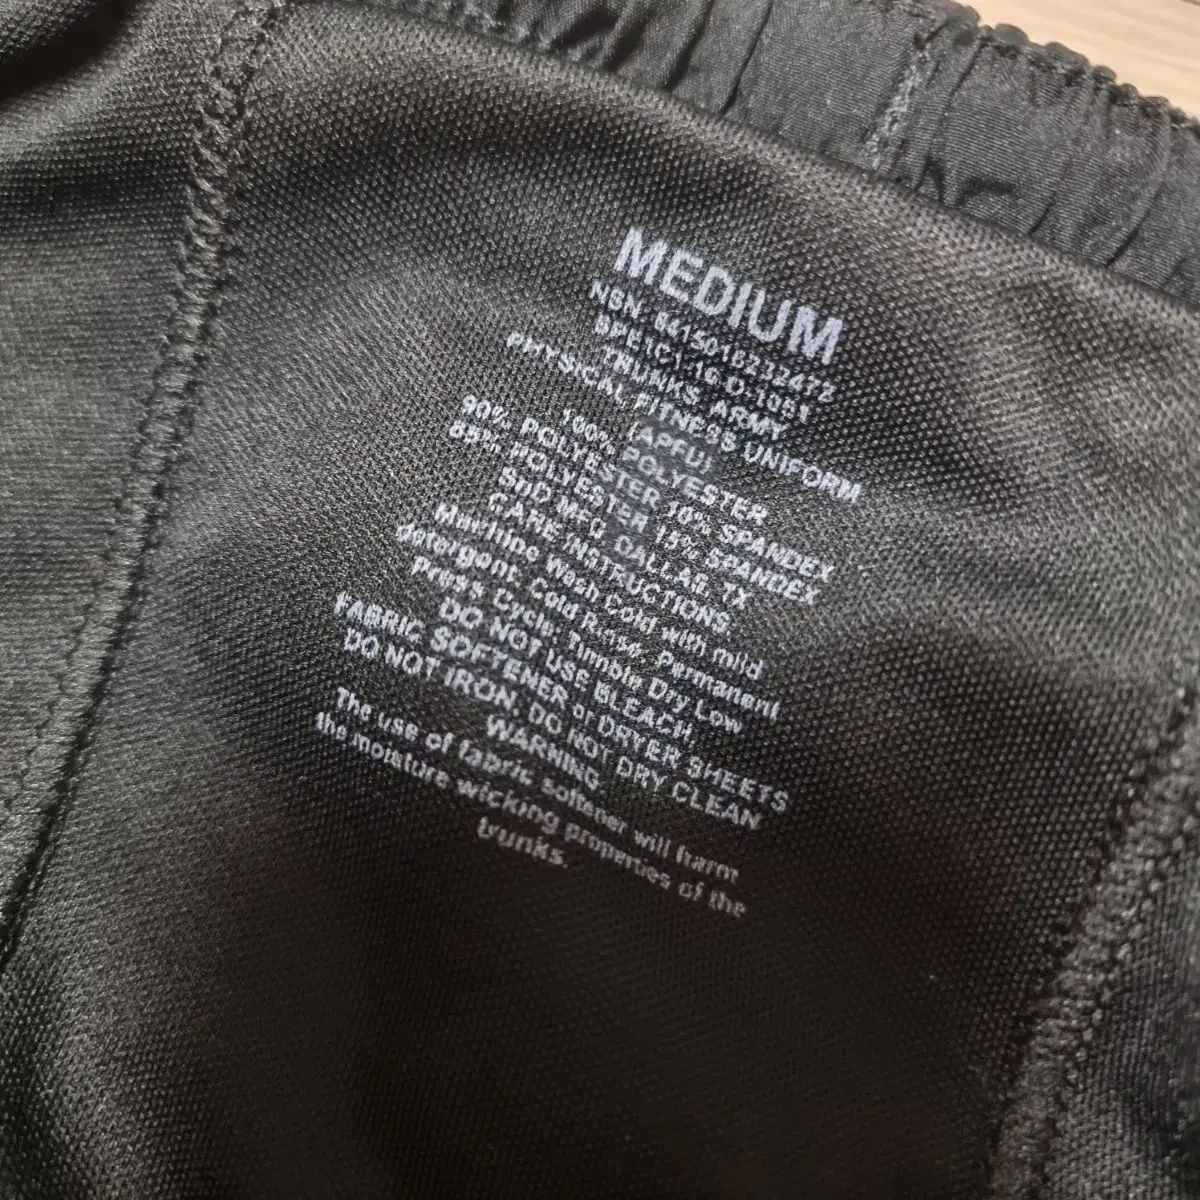 MEDIUM
NSN. 8415016232472
SPE1C1-16-D-1081
TRUNKS, ARMY
PHYSICAL FITNESS UNIFORM
(APFU)
100% POLYESTER
90% POLYESTER 10% SPANDEX
85% POLYESTER 15% SPANDEX
SND MFG, DALLAS, TX
CARE INSTRUCTIONS.
Machine Wash Cold with mild
detergent. Cold Rinse. Permanent
Press Cycle. Tumble Dry Low
DO NOT USE BLEACH,
FABRIC SOFTENER or DRYER SHEETS
DO NOT IRON, DO NOT DRY CLEAN
WARNING.
The use of fabric softener will harm
the moisture wicking properties of the
trunks.